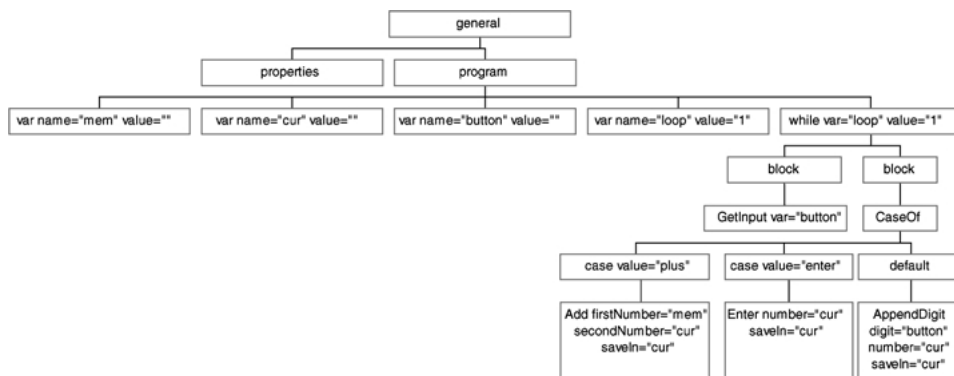 general
properties
program
var name="mem" value=""
var name="cur" value=""
var name="button" value=""
var name="loop" value="1"
while var="loop" value="1"
block
block
GetInput var="button"
CaseOf
case value="plus"
case value="enter"
default
Add firstNumber="mem"
secondNumber="cur"
saveIn="cur"
Enter number="cur"
saveIn="cur"
AppendDigit
digit="button"
number="cur"
saveIn="cur"